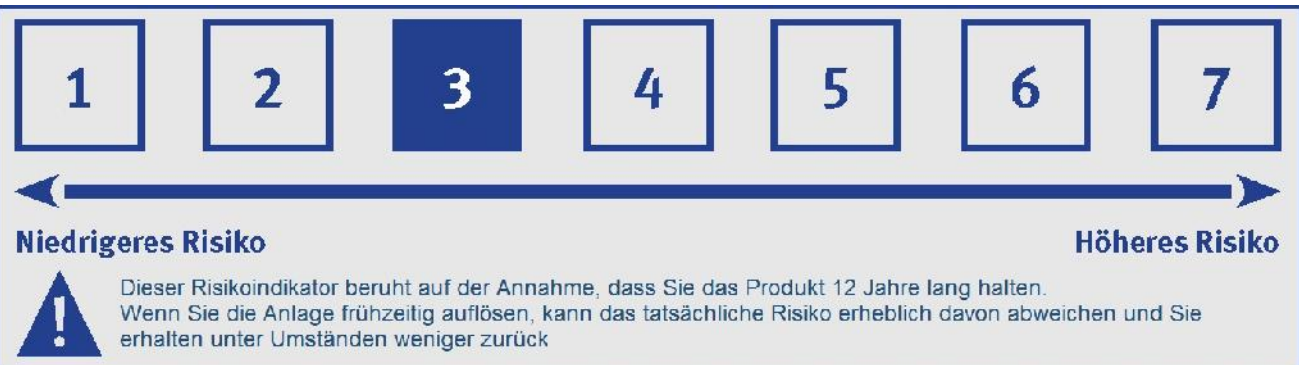 1 2 3 4 5 6 7
Niedrigeres Risiko Höheres Risiko
!
Dieser Risikoindikator beruht auf der Annahme, dass Sie das Produkt 12 Jahre lang halten.
Wenn Sie die Anlage frühzeitig auflösen, kann das tatsächliche Risiko erheblich davon abweichen und Sie
erhalten unter Umständen weniger zurück